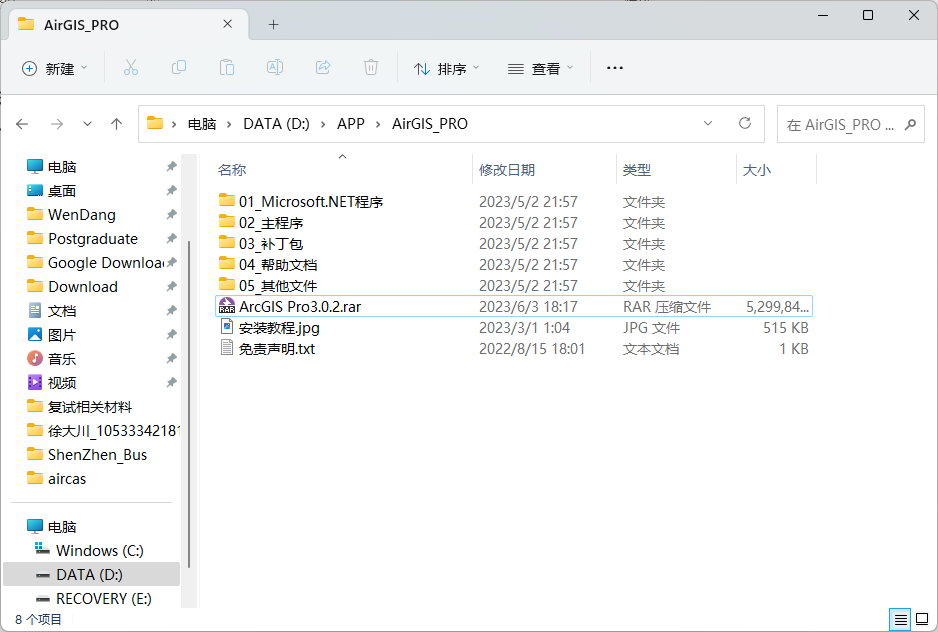 AirGIS_PRO
新建
排序
查看
电脑 DATA (D:) APP AirGIS_PRO
在 AirGIS_PRO ...
名称 修改日期 类型 大小
01_Microsoft.NET程序 2023/5/2 21:57 文件夹
02_主程序 2023/5/2 21:57 文件夹
03_补丁包 2023/5/2 21:57 文件夹
04_帮助文档 2023/5/2 21:57 文件夹
05_其他文件 2023/5/2 21:57 文件夹
ArcGIS Pro3.0.2.rar 2023/6/3 18:17 RAR 压缩文件 5,299,84...
安装教程.jpg 2023/3/1 1:04 JPG 文件 515 KB
免责声明.txt 2022/8/15 18:01 文本文档 1 KB
电脑
桌面
WenDang
Postgraduate
Google Downloa
Download
文档
图片
音乐
视频
复试相关材料
徐大川_1053334218
ShenZhen_Bus
aircas
电脑
Windows (C:)
DATA (D:)
RECOVERY (E:)
8 个项目